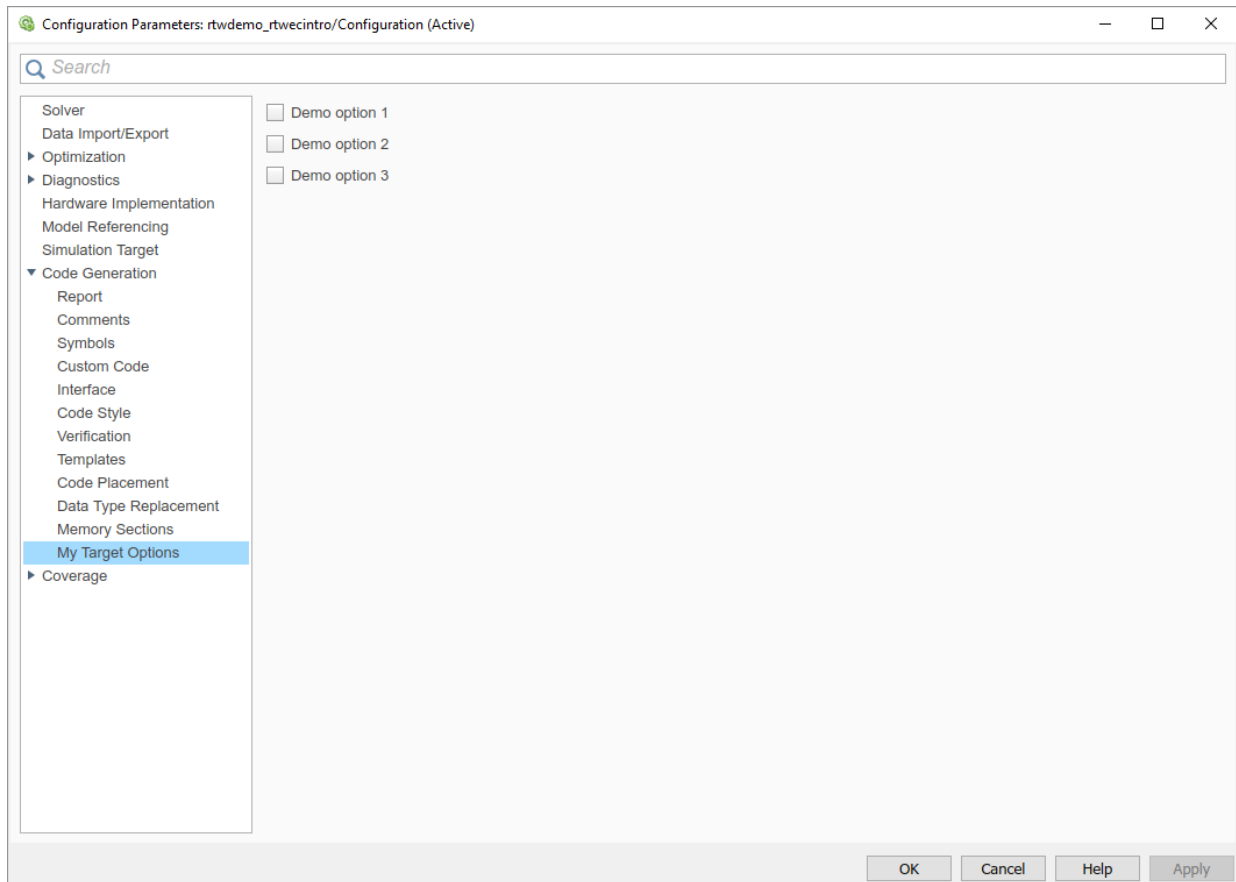 Configuration Parameters: rtwdemo_rtwecintro/Configuration (Active)
Search
Solver
Data Import/Export
Optimization
Diagnostics
Hardware Implementation
Model Referencing
Simulation Target
Code Generation
Report
Comments
Symbols
Custom Code
Interface
Code Style
Verification
Templates
Code Placement
Data Type Replacement
Memory Sections
My Target Options
Coverage
Demo option 1
Demo option 2
Demo option 3
OK Cancel Help Apply